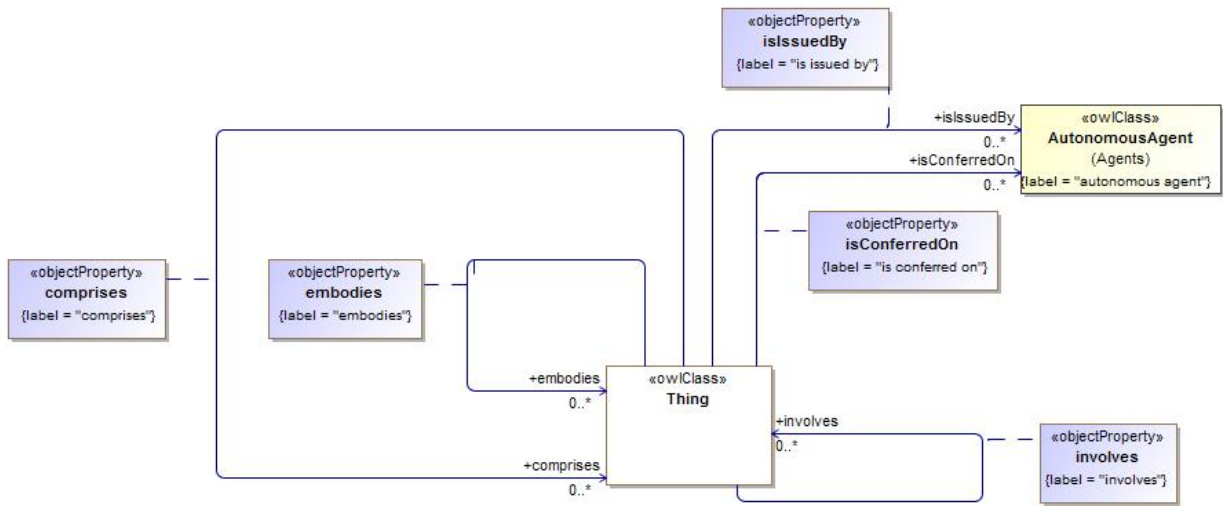 «objectProperty»
isIssuedBy
{label = "is issued by"}
+isIssuedBy
0..*
«owlClass»
AutonomousAgent
(Agents)
{label = "autonomous agent"}
+isConferredOn
0..*
«objectProperty»
isConferredOn
{label = "is conferred on"}
«objectProperty»
comprises
{label = "comprises"}
«objectProperty»
embodies
{label = "embodies"}
+embodies
0..*
«owlClass»
Thing
+involves
0..*
«objectProperty»
involves
{label = "involves"}
+comprises
0..*